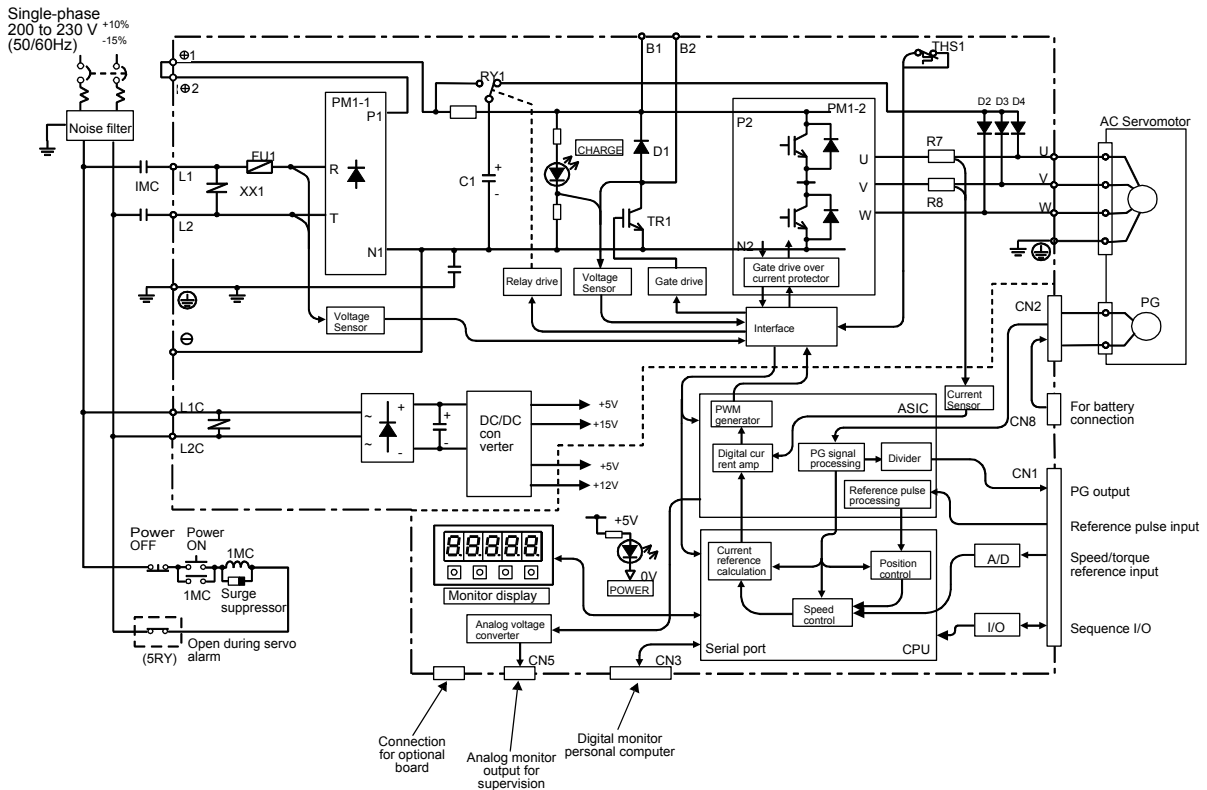 Single-phase
200 to 230 V +10%
-15%
(50/60Hz)
⊕1
⊕2
B1
B2
THS1
RY1
PM1-1
P1
PM1-2
P2
D2 D3 D4
AC Servomotor
Noise filter
FU1
CHARGE
D1
R7
U
U
L1
R
IMC
XX1
C1
+
-
V
V
R8
L2
T
TR1
W
W
N1
N2
Relay drive
Voltage
Sensor
Gate drive
Gate drive over
current protector
CN2
PG
Voltage
Sensor
Interface
⊖
Current
Sensor
ASIC
L1C
PWM
generator
CN8
For battery
connection
~
+
+
DC/DC
con
verter
+5V
+15V
L2C
~
-
-
Digital cur
rent amp
PG signal
processing
Divider
+5V
CN1
+12V
Reference pulse
processing
PG output
Power
OFF
Power
ON
1MC
+5V
Reference pulse input
88888
Current
reference
calculation
Position
control
A/D
Speed/torque
reference input
1MC
Surge
suppressor
0V
POWER
Monitor display
Speed
control
Analog voltage
converter
I/O
Sequence I/O
(5RY)
Open during servo
alarm
Serial port
CPU
CN5
CN3
Connection
for optional
board
Analog monitor
output for
supervision
Digital monitor
personal computer